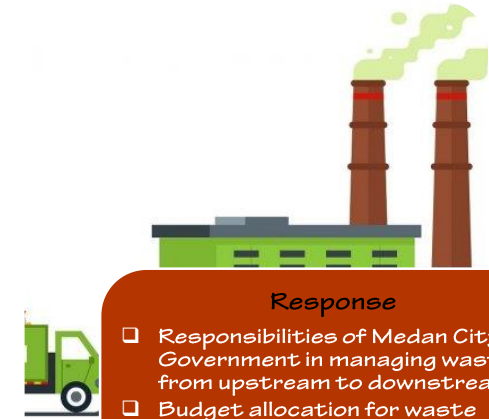 Response
❑ Responsibilities of Medan City
Government in managing wast
from upstream to downstrea
❑ Budget allocation for waste